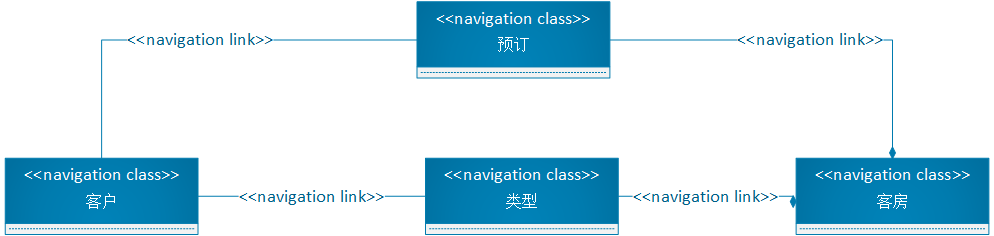 <<navigation class>>
预订
<<navigation link>>
<<navigation link>>
<<navigation class>>
客户
<<navigation link>>
<<navigation class>>
类型
<<navigation link>>
<<navigation class>>
客房